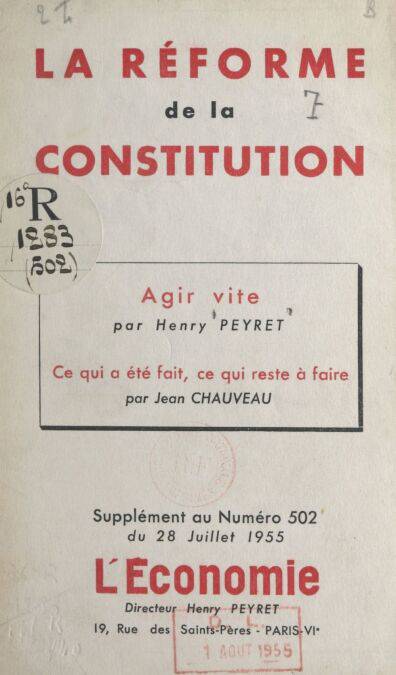 LA RÉFORME
de la
7
CONSTITUTION
16°
R
1283
(502)
Agir vite
par Henry PEYRET
Ce qui a été fait, ce qui reste à faire
par Jean CHAUVEAU
Supplément au Numéro 502
du 28 Juillet 1955
L'Économie
Directeur Henry PEYRET
19, Rue des Saints-Pères - PARIS-VIe
D. L.
1 AOUT 1955